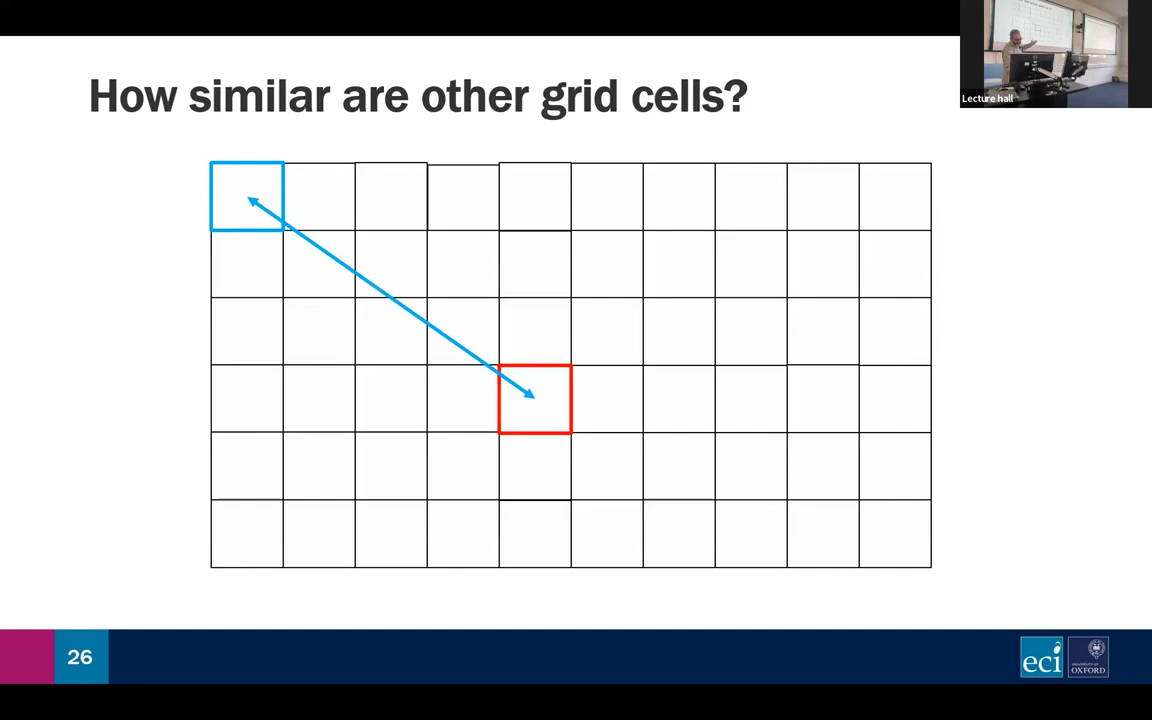 Lecture hall
How similar are other grid cells?
26
eci
UNIVERSITY OF
OXFORD